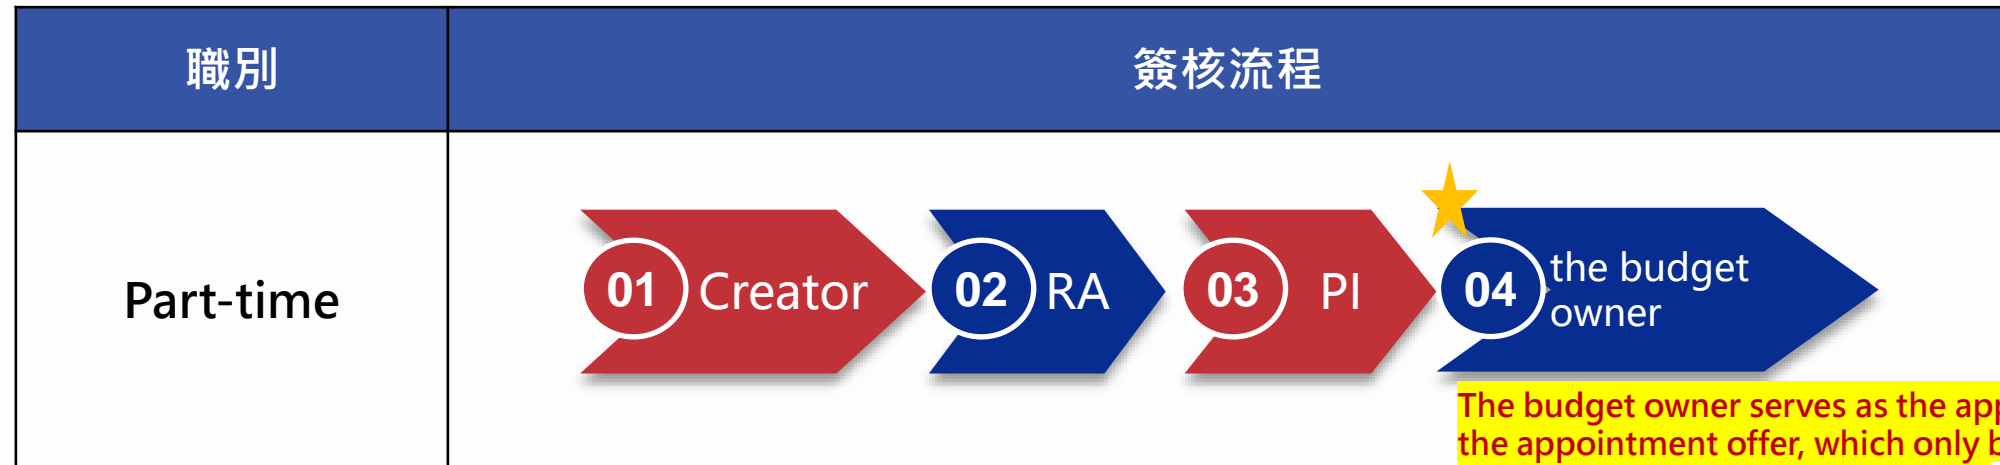 職別
簽核流程
Part-time
01 Creator
02 RA
03 PI
04 the budget
owner
The budget owner serves as the
the appointment offer, which only